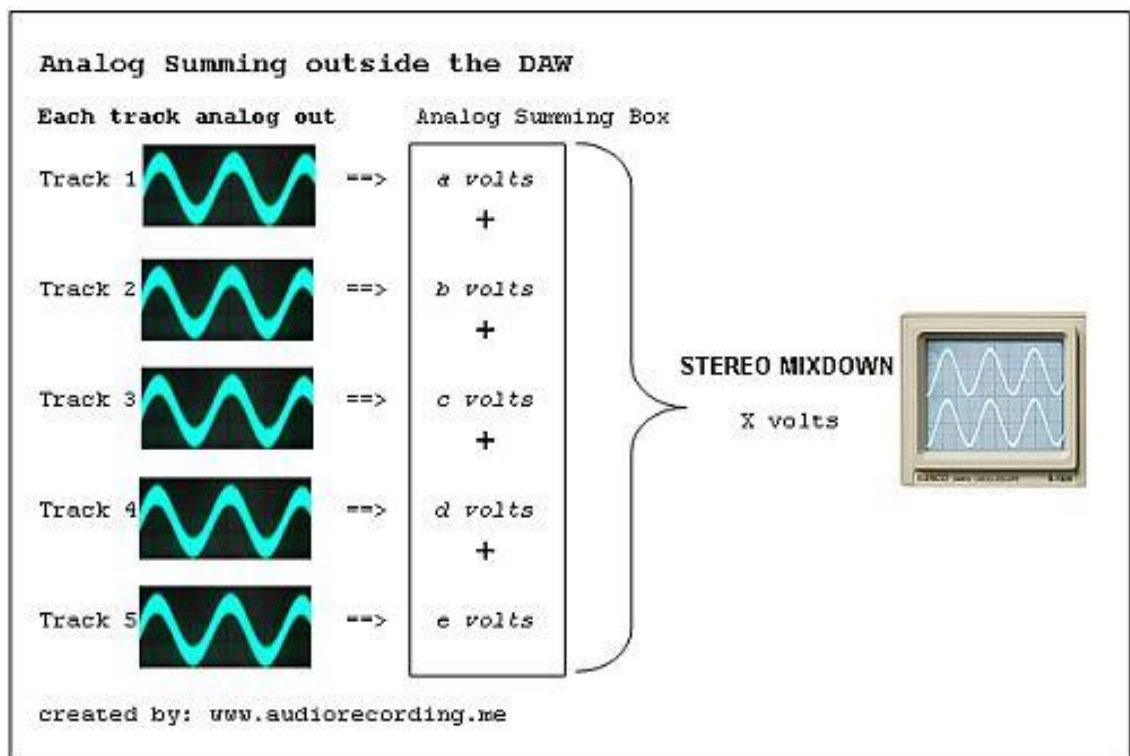 Analog Summing outside the DAW
Each track analog out Analog Summing Box
Track 1 ==> a volts
+
Track 2 ==> b volts
+
Track 3 ==> c volts
+
STEREO MIXDOWN
X volts
Track 4 ==> d volts
+
Track 5 ==> e volts
created by: www.audiorecording.me